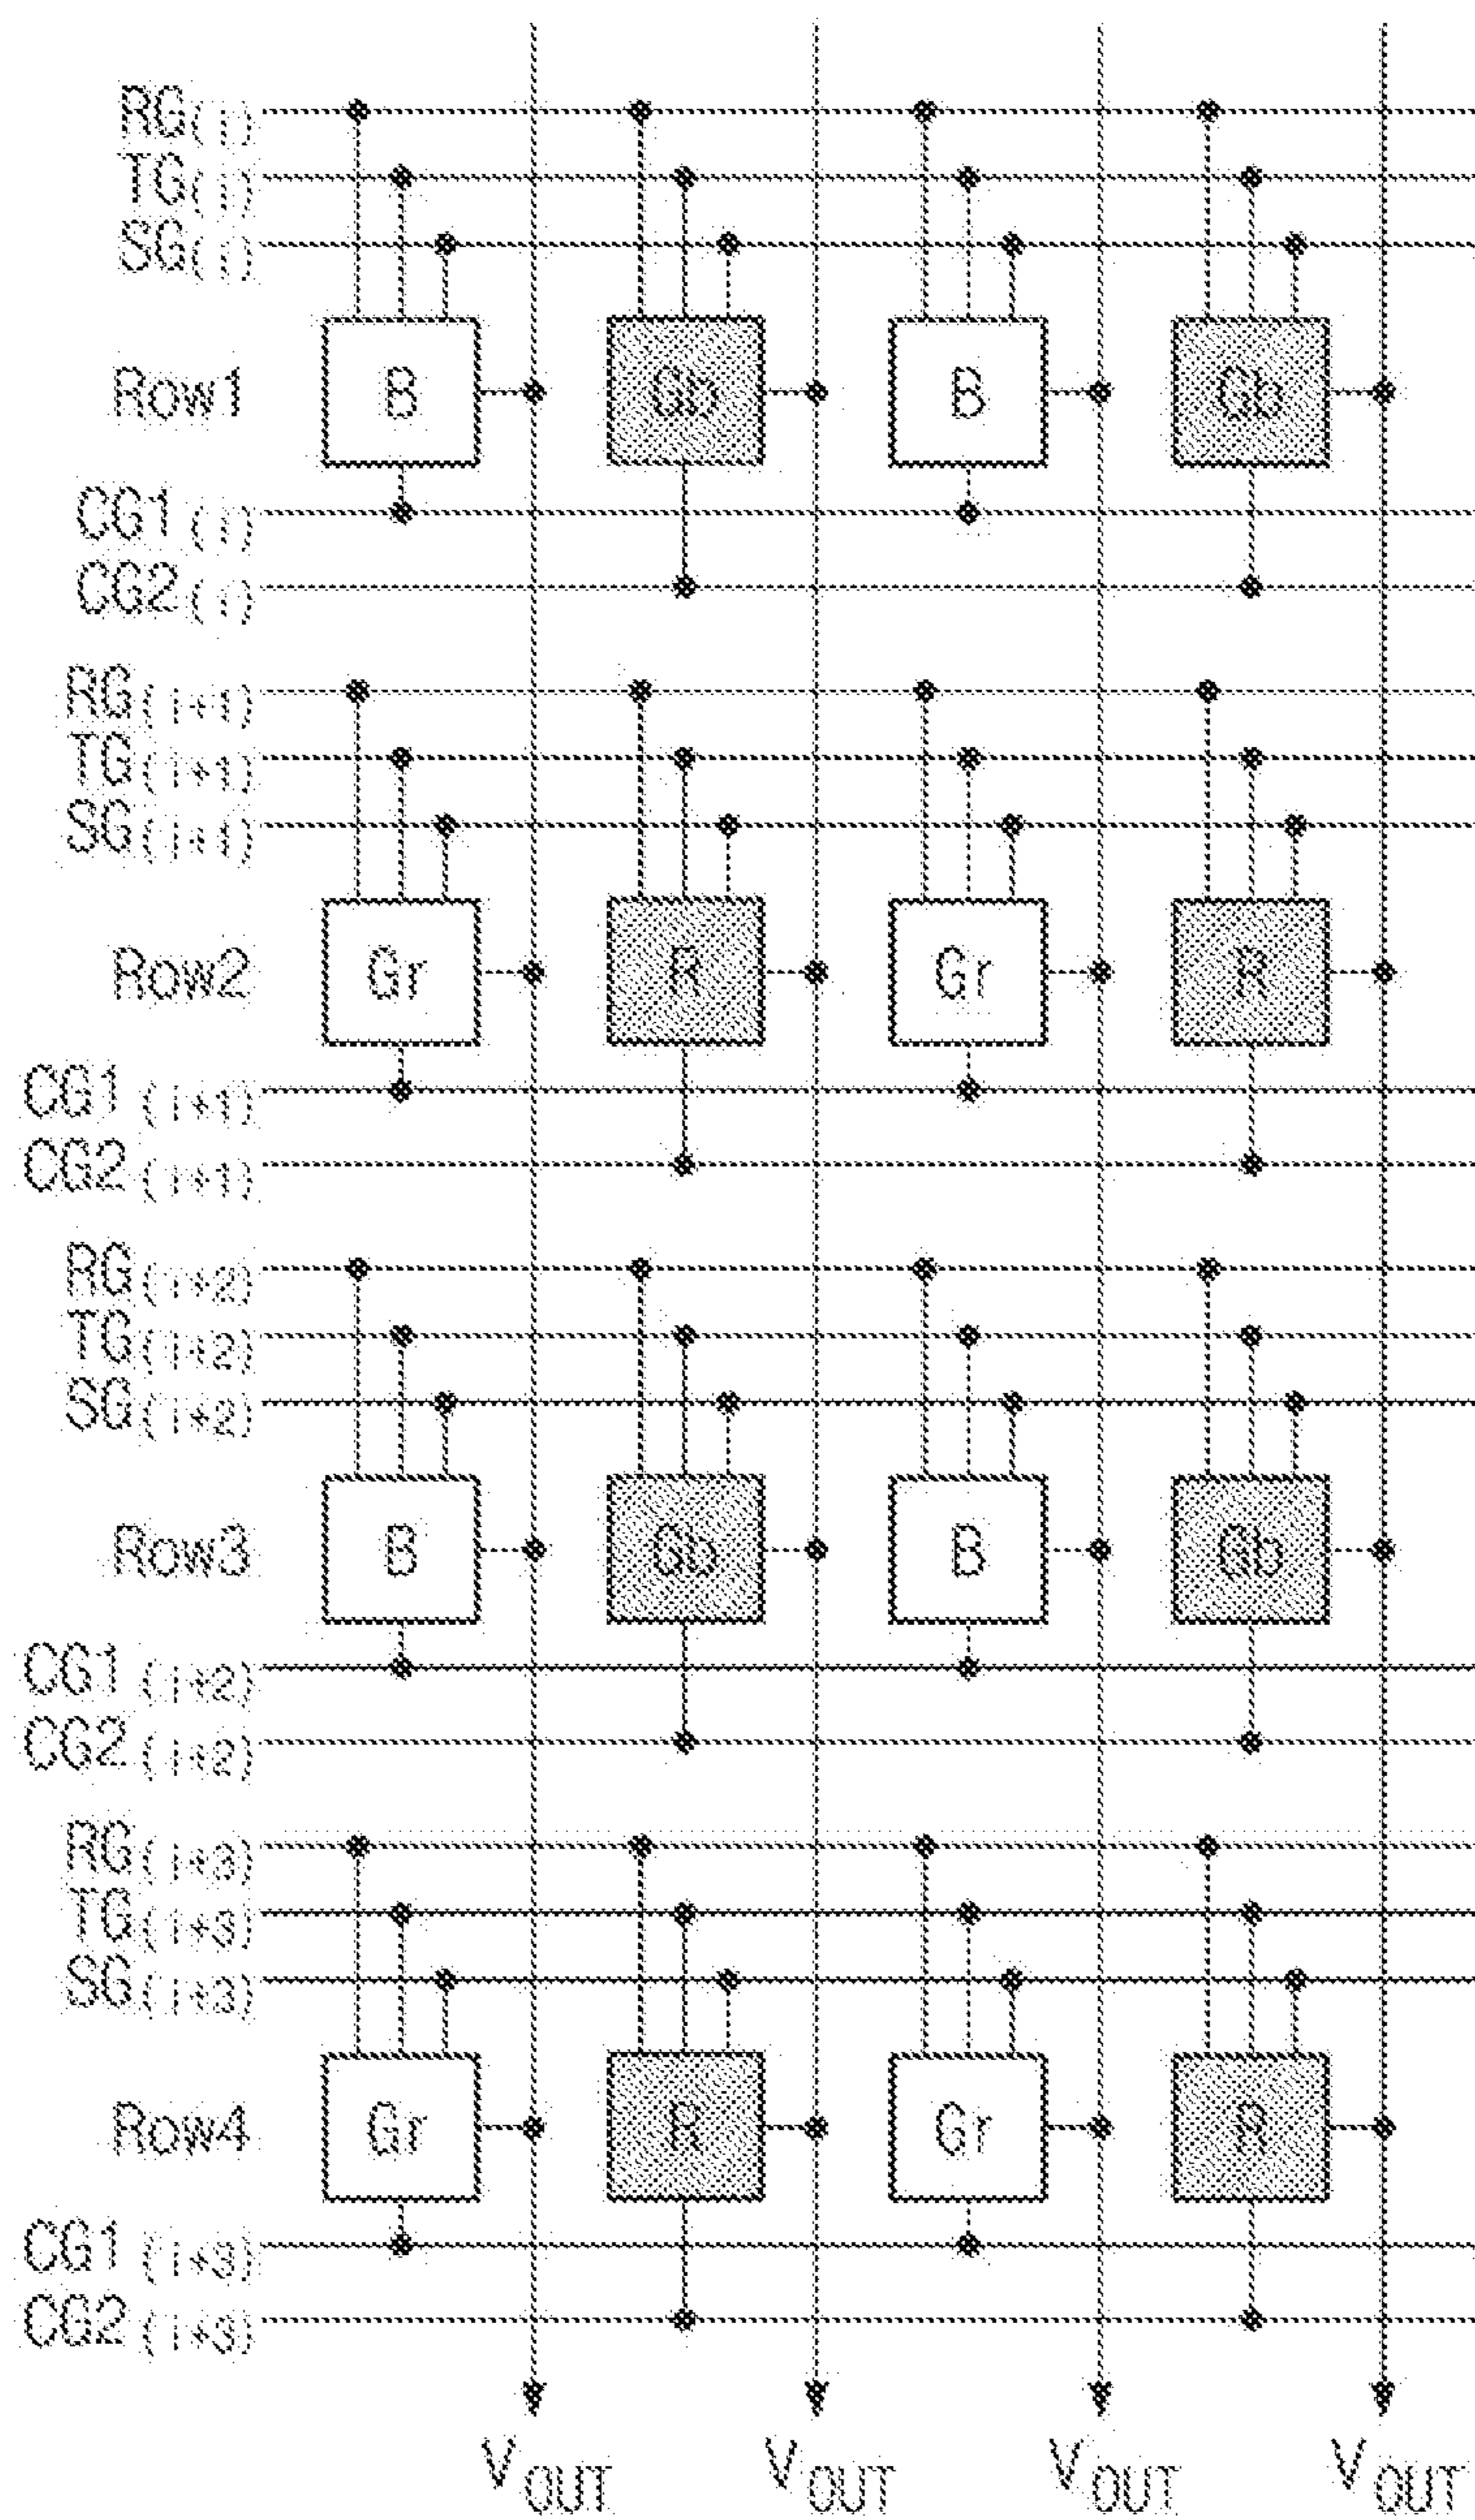 RG(i)
TG(i)
SG(i)
Row1 B Gb B Gb
CG1(i)
CG2(i)
RG(i+1)
TG(i+1)
SG(i+1)
Row2 Gr R Gr R
CG1(i+1)
CG2(i+1)
RG(i+2)
TG(i+2)
SG(i+2)
Row3 B Gb B Gb
CG1(i+2)
CG2(i+2)
RG(i+3)
TG(i+3)
SG(i+3)
Row4 Gr R Gr R
CG1(i+3)
CG2(i+3)
VOUT VOUT VOUT VOUT